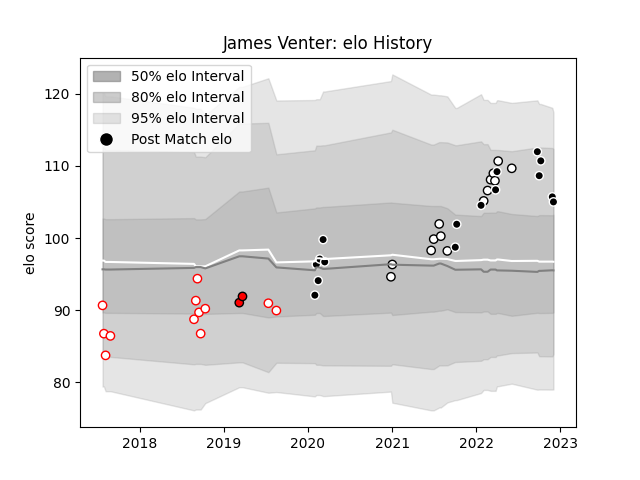 James Venter: elo History
50% elo Interval
80% elo Interval
95% elo Interval
Post Match elo
elo score
120
110
100
90
80
2018
2019
2020
2021
2022
2023